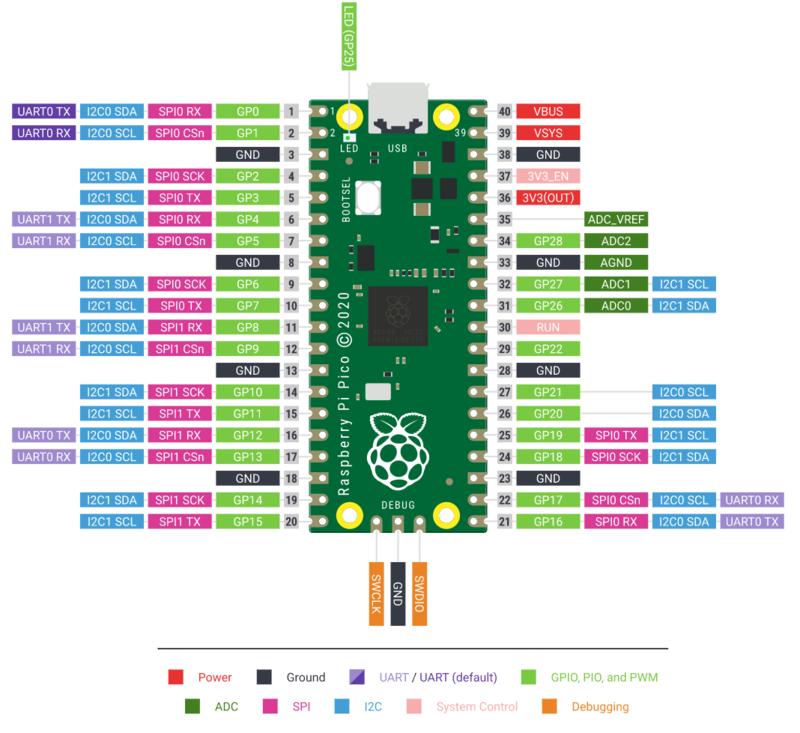 LED (GP25)
UART0 TX I2C0 SDA SPI0 RX GP0 1 1 40 VBUS
UART0 RX I2C0 SCL SPI0 CSn GP1 2 2 39 39 VSYS
LED USB
GND 3 38 GND
I2C1 SDA SPI0 SCK GP2 4 37 3V3_EN
I2C1 SCL SPI0 TX GP3 5 36 3V3(OUT)
BOOTSEL
UART1 TX I2C0 SDA SPI0 RX GP4 6 35 ADC_VREF
UART1 RX I2C0 SCL SPI0 CSn GP5 7 34 GP28 ADC2
GND 8 33 GND AGND
I2C1 SDA SPI0 SCK GP6 9 32 GP27 ADC1 I2C1 SCL
I2C1 SCL SPI0 TX GP7 10 31 GP26 ADC0 I2C1 SDA
UART1 TX I2C0 SDA SPI1 RX GP8 11 30 RUN
UART1 RX I2C0 SCL SPI1 CSn GP9 12 29 GP22
GND 13 28 GND
Raspberry Pi Pico © 2020
I2C1 SDA SPI1 SCK GP10 14 27 GP21 I2C0 SCL
I2C1 SCL SPI1 TX GP11 15 26 GP20 I2C0 SDA
UART0 TX I2C0 SDA SPI1 RX GP12 16 25 GP19 SPI0 TX I2C1 SCL
UART0 RX I2C0 SCL SPI1 CSn GP13 17 24 GP18 SPI0 SCK I2C1 SDA
GND 18 23 GND
I2C1 SDA SPI1 SCK GP14 19 22 GP17 SPI0 CSn I2C0 SCL UART0 RX
DEBUG
I2C1 SCL SPI1 TX GP15 20 21 GP16 SPI0 RX I2C0 SDA UART0 TX
SWCLK GND SWDIO
Power Ground UART / UART (default) GPIO, PIO, and PWM
ADC SPI I2C System Control Debugging